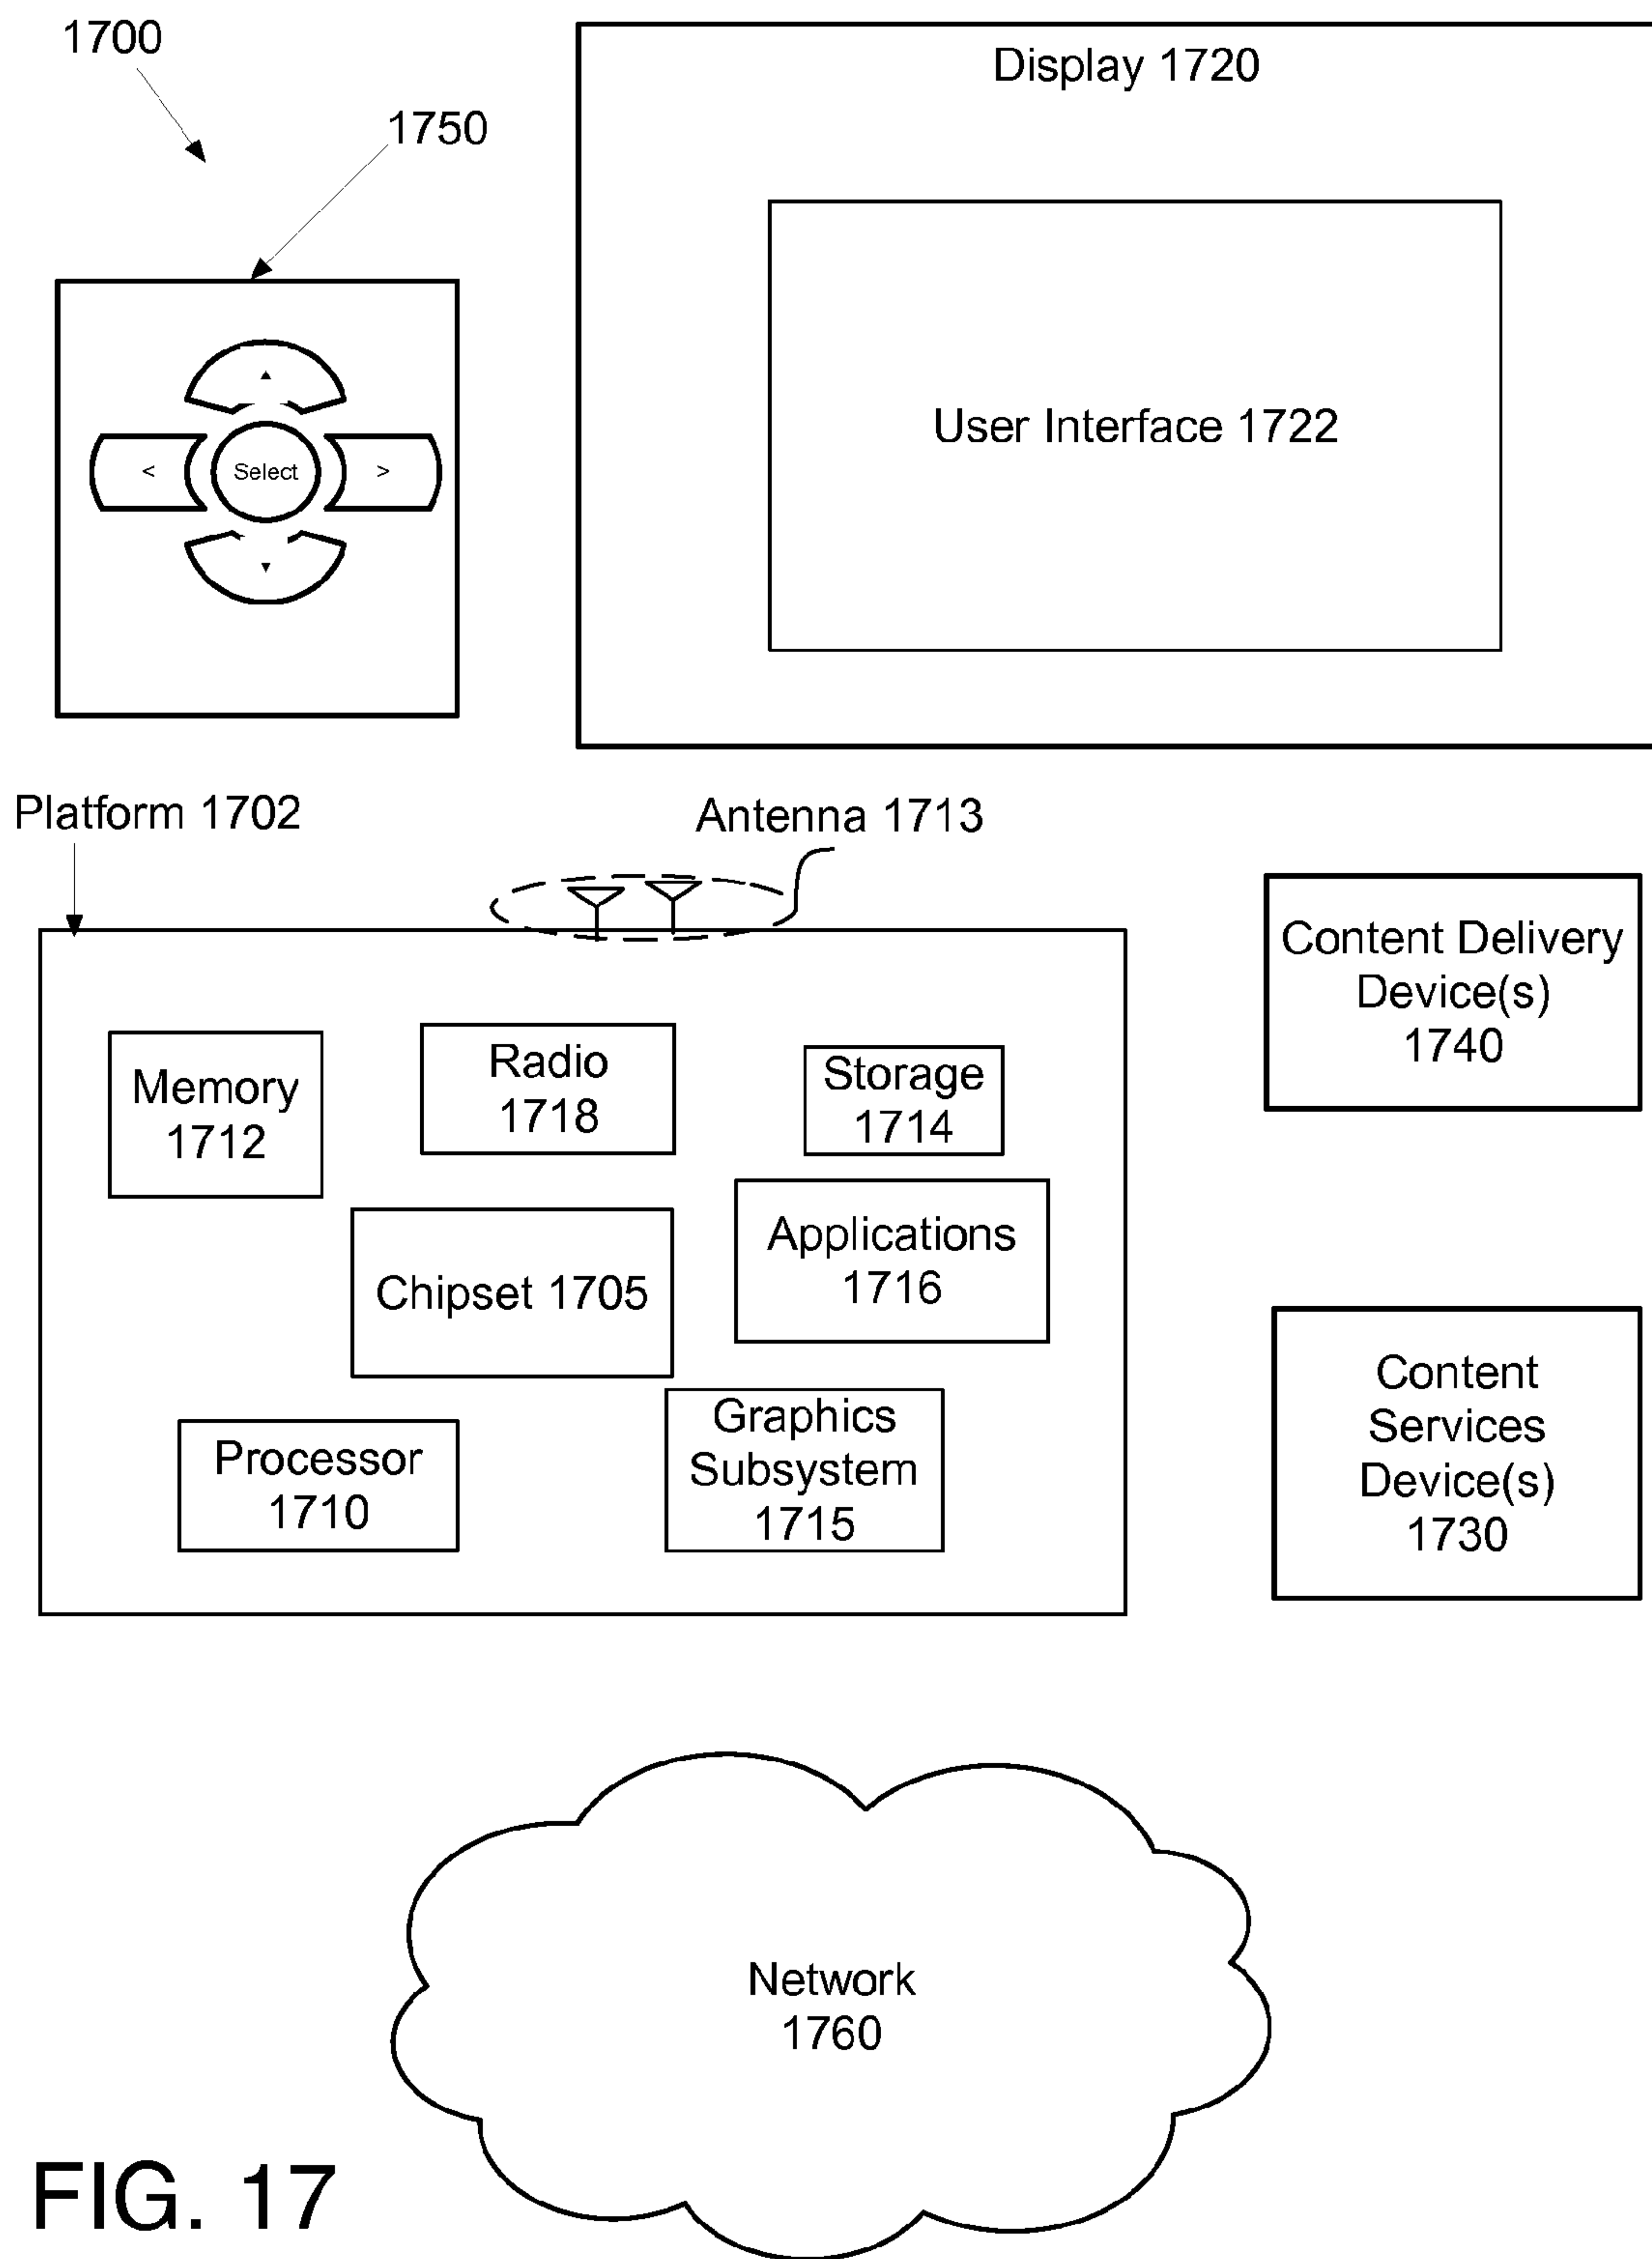 1700
1750
Display 1720
User Interface 1722
▲
<
Select
>
▼
Platform 1702
Antenna 1713
Memory
1712
Radio
1718
Storage
1714
Chipset 1705
Applications
1716
Processor
1710
Graphics
Subsystem
1715
Content Delivery
Device(s)
1740
Content
Services
Device(s)
1730
Network
1760
FIG. 17